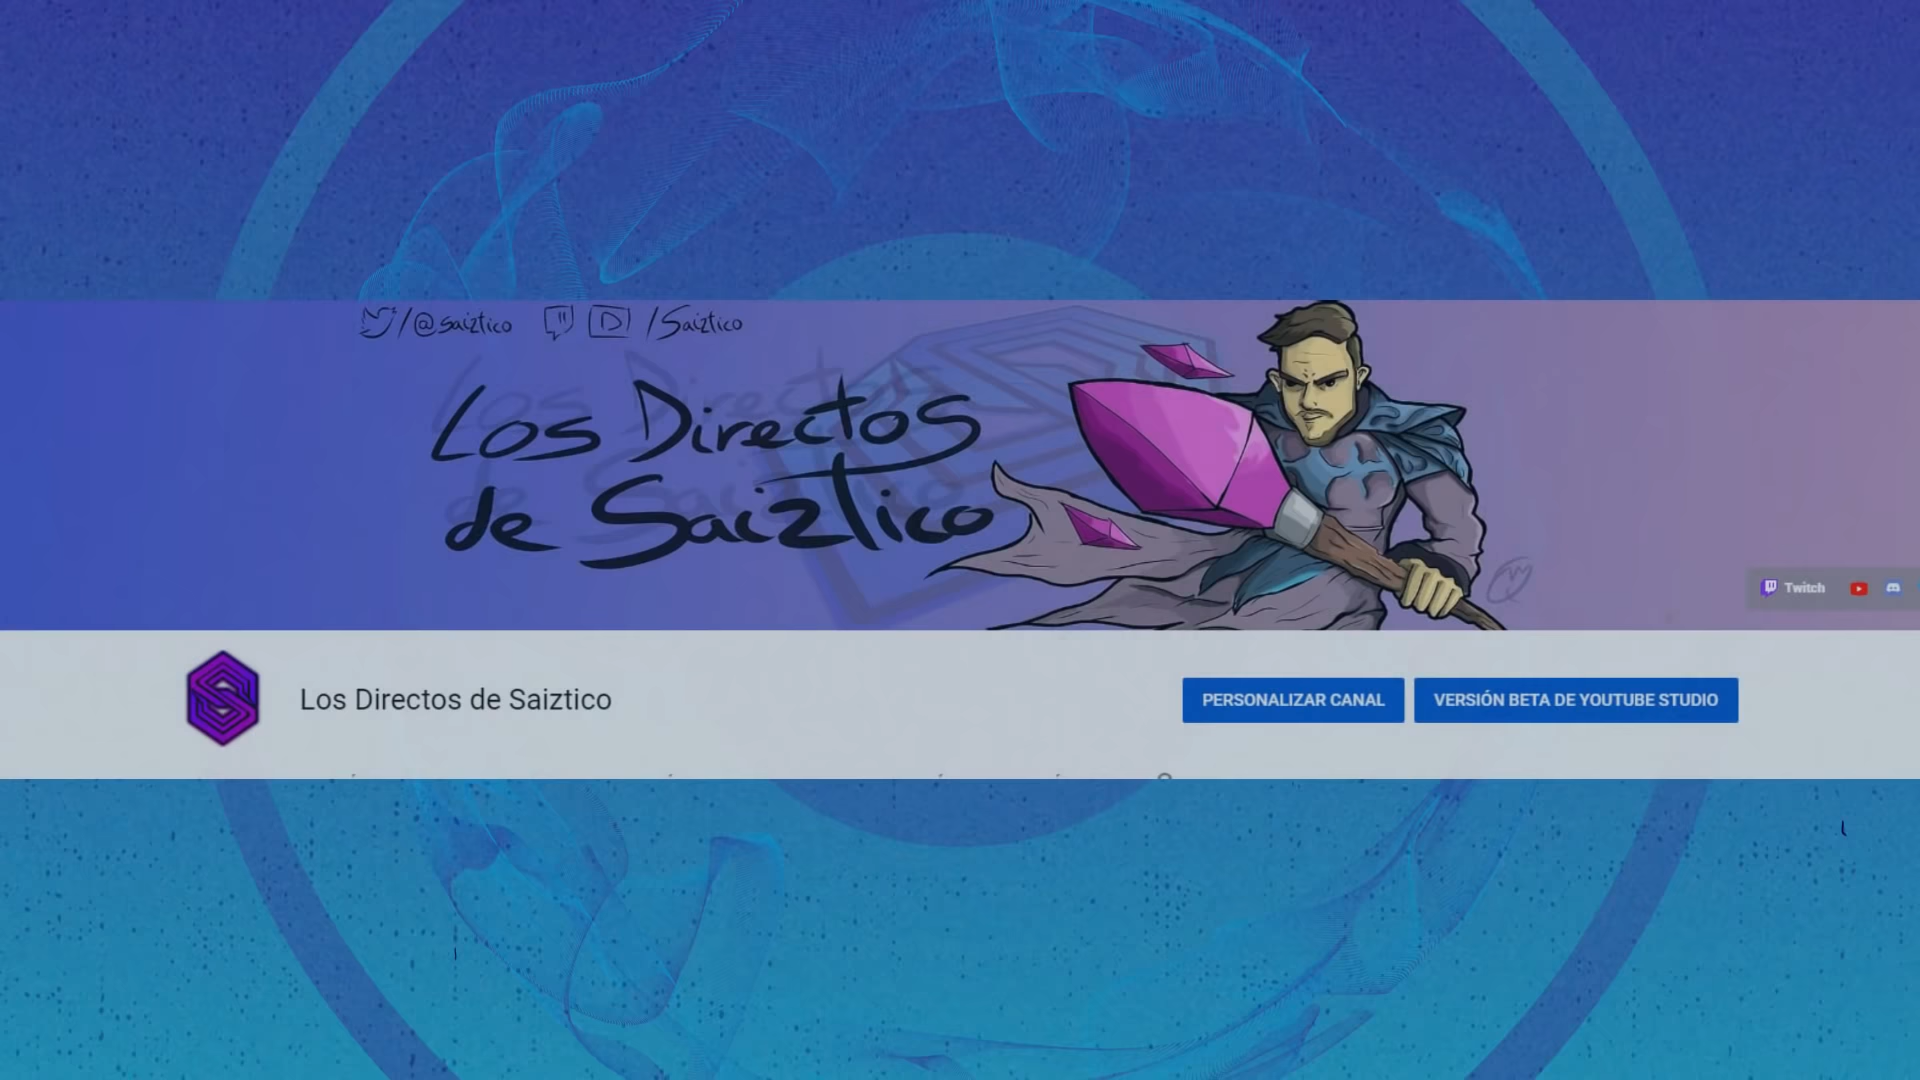 /@saiztico /Saiztico
Los Directos
de Saiztico
Twitch
Los Directos de Saiztico
PERSONALIZAR CANAL
VERSIÓN BETA DE YOUTUBE STUDIO